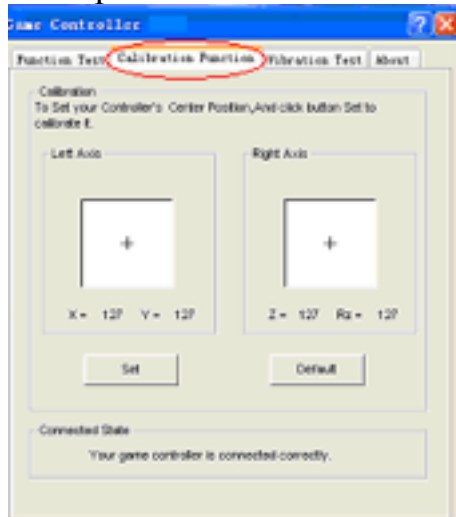 Game Controller
Function Test Calibration Function Vibration Test About
Calibration
To Set your Controller's Center Position,And click button Set to
calibrate it.
Left Axis Right Axis
X = 127 Y = 127 Z = 127 Rz = 127
Set Default
Connected State
Your game controller is connected correctly.